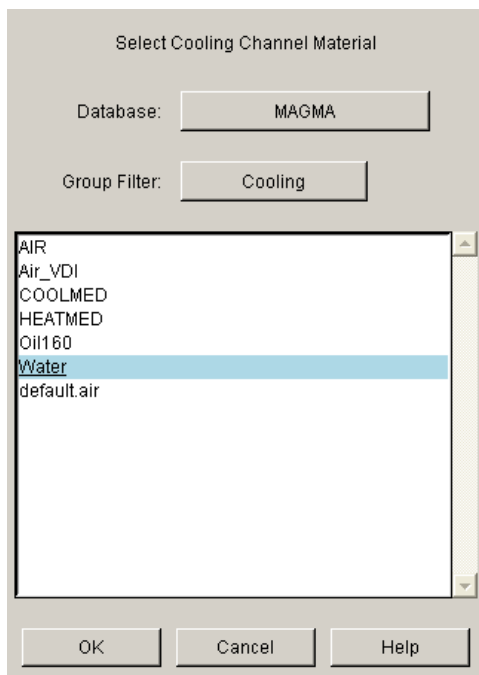 Select Cooling Channel Material
Database: MAGMA
Group Filter: Cooling
AIR
Air_VDI
COOLMED
HEATMED
Oil160
Water
default.air
OK Cancel Help